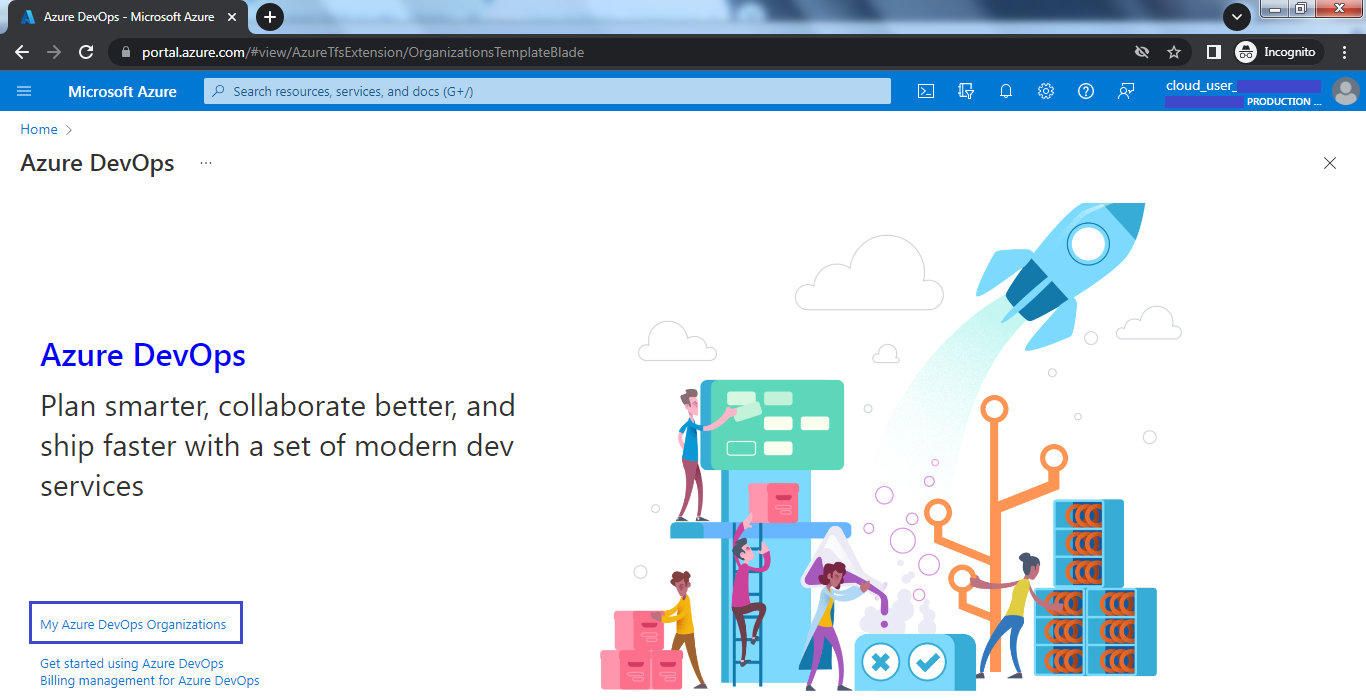 Azure DevOps - Microsoft Azure
portal.azure.com/#view/AzureTfsExtension/OrganizationsTemplateBlade
Incognito
Microsoft Azure
Search resources, services, and docs (G+/)
cloud_user_
PRODUCTION ...
Home
Azure DevOps ...
Azure DevOps
Plan smarter, collaborate better, and
ship faster with a set of modern dev
services
My Azure DevOps Organizations
Get started using Azure DevOps
Billing management for Azure DevOps